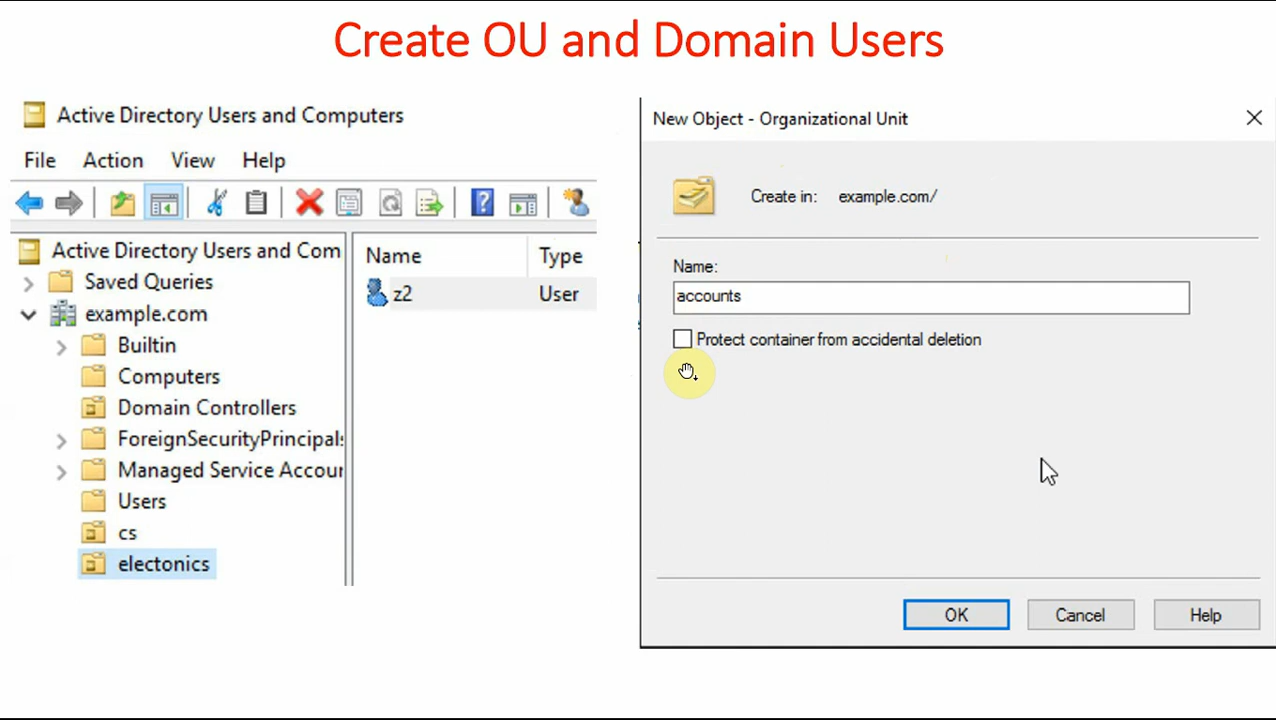 Create OU and Domain Users
Active Directory Users and Computers
File Action View Help
Active Directory Users and Com
Saved Queries
example.com
Builtin
Computers
Domain Controllers
ForeignSecurityPrincipals
Managed Service Accour
Users
cs
electonics
Name Type
z2 User
New Object - Organizational Unit
Create in: example.com/
Name:
accounts
Protect container from accidental deletion
OK Cancel Help